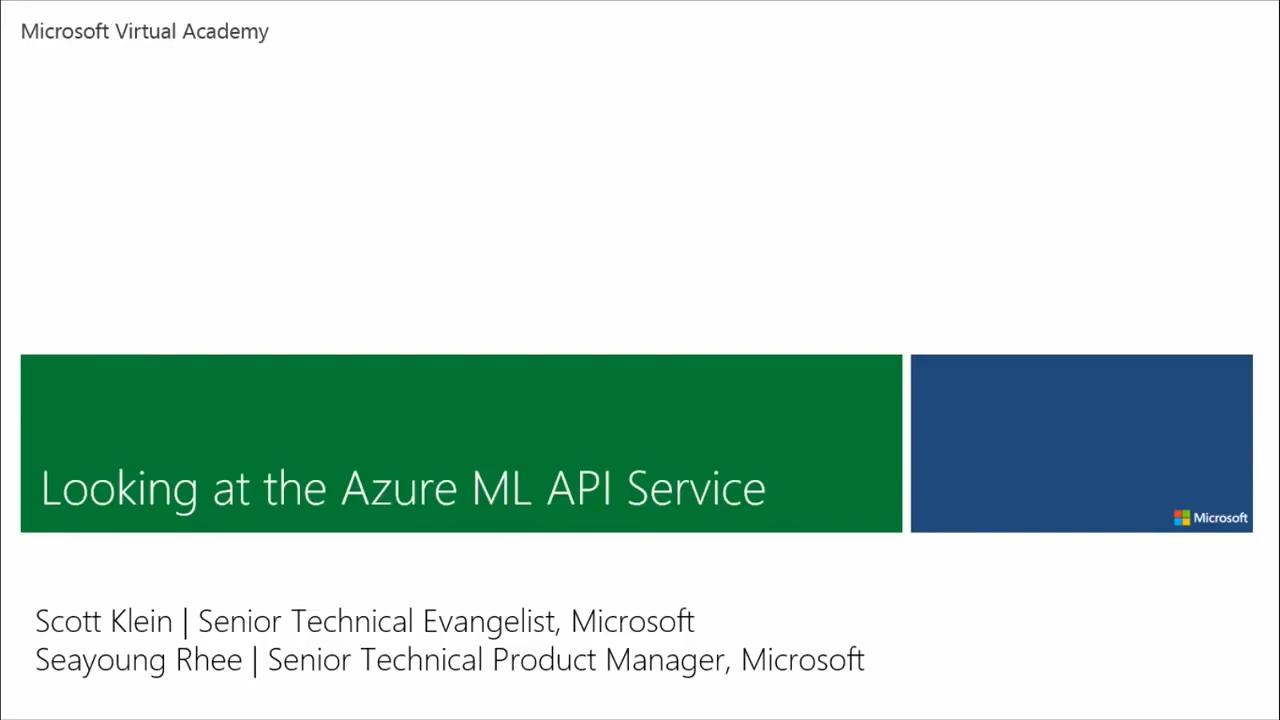 Microsoft Virtual Academy
Looking at the Azure ML API Service
Microsoft
Scott Klein | Senior Technical Evangelist, Microsoft
Seayoung Rhee | Senior Technical Product Manager, Microsoft